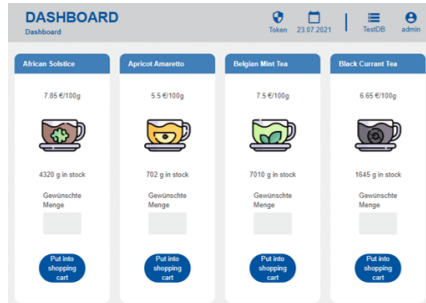 DASHBOARD
Dashboard
Token 23.07.2021 TestDB admin
African Solstice
7.85 €/100g
4320 g in stock
Gewünschte
Menge
Put into
shopping
cart
Apricot Amaretto
5.5 €/100g
702 g in stock
Gewünschte
Menge
Put into
shopping
cart
Belgian Mint Tea
7.5 €/100g
7010 g in stock
Gewünschte
Menge
Put into
shopping
cart
Black Currant Tea
6.65 €/100g
1645 g in stock
Gewünschte
Menge
Put into
shopping
cart